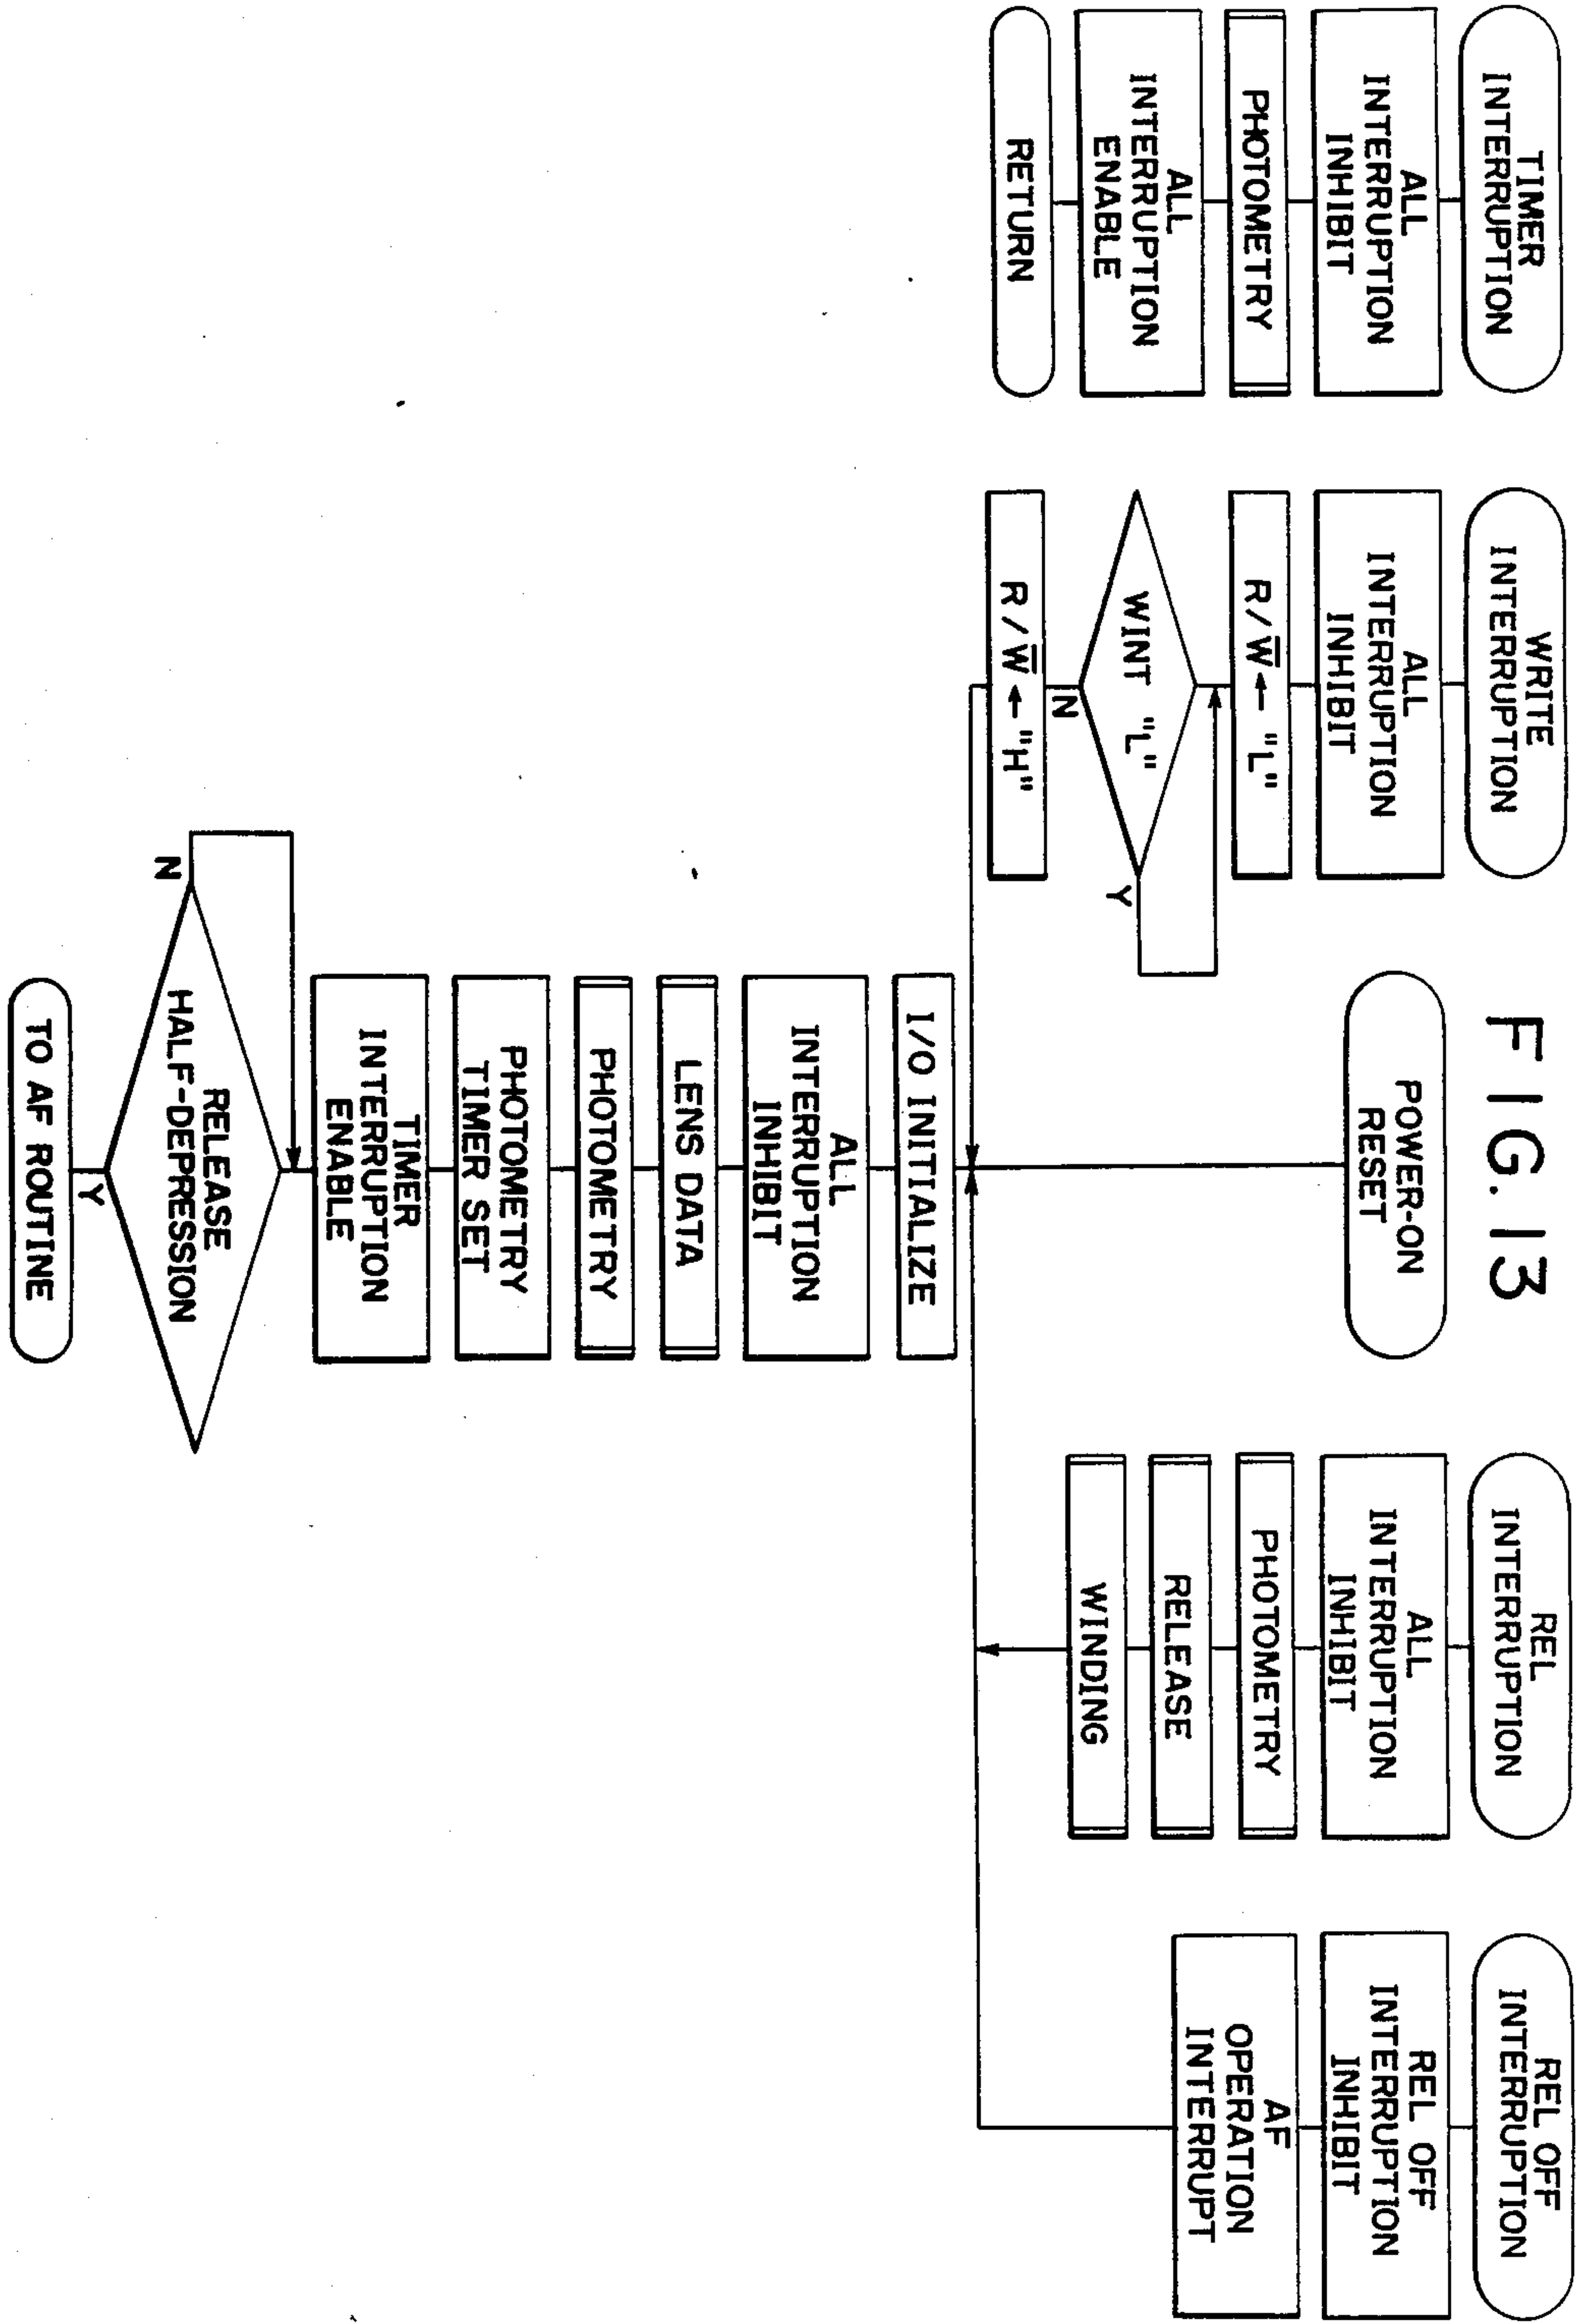 FIG. 13
TIMER
INTERRUPTION
ALL
INTERRUPTION
INHIBIT
PHOTOMETRY
ALL
INTERRUPTION
ENABLE
RETURN
WRITE
INTERRUPTION
ALL
INTERRUPTION
INHIBIT
R/W̅ ← "L"
WINT "L"
Y
N
R/W̅ ← "H"
POWER-ON
RESET
I/O INITIALIZE
ALL
INTERRUPTION
INHIBIT
LENS DATA
PHOTOMETRY
PHOTOMETRY
TIMER SET
TIMER
INTERRUPTION
ENABLE
RELEASE
HALF-DEPRESSION
N
Y
TO AF ROUTINE
REL
INTERRUPTION
ALL
INTERRUPTION
INHIBIT
PHOTOMETRY
RELEASE
WINDING
REL OFF
INTERRUPTION
REL OFF
INTERRUPTION
INHIBIT
AF
OPERATION
INTERRUPT